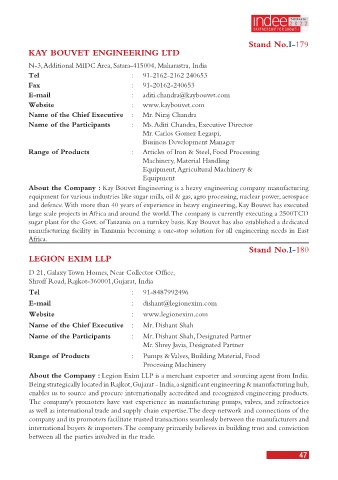 indee
2023
Stand No.I-179
KAY BOUVET ENGINEERING LTD
N-3, Additional MIDC Area, Satara-415004, Maharastra, India
Tel : 91-2162-2162 240653
Fax : 91-20162-240653
E-mail : aditi.chandra@kaybouvet.com
Website : www.kaybouvet.com
Name of the Chief Executive : Mr. Niraj Chandra
Name of the Participants : Ms. Aditi Chandra, Executive Director
Mr. Carlos Gomez Legaspi,
Business Development Manager
Range of Products : Articles of Iron & Steel, Food Processing
Machinery, Material Handling
Equipment, Agricultural Machinery &
Equipment
About the Company : Kay Bouvet Engineering is a heavy engineering company manufacturing
equipment for various industries like sugar mills, oil & gas, agro processing, nuclear power, aerospace
and defence. With more than 40 years of experience in heavy engineering, Kay Bouvet has executed
large scale projects in Africa and around the world. The company is currently executing a 2500TCD
sugar plant for the Govt. of Tanzania on a turnkey basis. Kay Bouvet has also established a dedicated
manufacturing facility in Tanzania becoming a one-stop solution for all engineering needs in East
Africa.
Stand No.I-180
LEGION EXIM LLP
D 21, Galaxy Town Homes, Near Collector Office,
Shroff Road, Rajkot-360001, Gujarat, India
Tel : 91-8487992496
E-mail : dishant@legionexim.com
Website : www.legionexim.com
Name of the Chief Executive : Mr. Dishant Shah
Name of the Participants : Mr. Dishant Shah, Designated Partner
Mr. Shrey Javia, Designated Partner
Range of Products : Pumps & Valves, Building Material, Food
Processing Machinery
About the Company : Legion Exim LLP is a merchant exporter and sourcing agent from India.
Being strategically located in Rajkot, Gujarat - India, a significant engineering & manufacturing hub,
enables us to source and procure internationally accredited and recognized engineering products.
The company's promoters have vast experience in manufacturing pumps, valves, and refractories
as well as international trade and supply chain expertise. The deep network and connections of the
company and its promoters facilitate trusted transactions seamlessly between the manufacturers and
international buyers & importers. The company primarily believes in building trust and conviction
between all the parties involved in the trade.
47